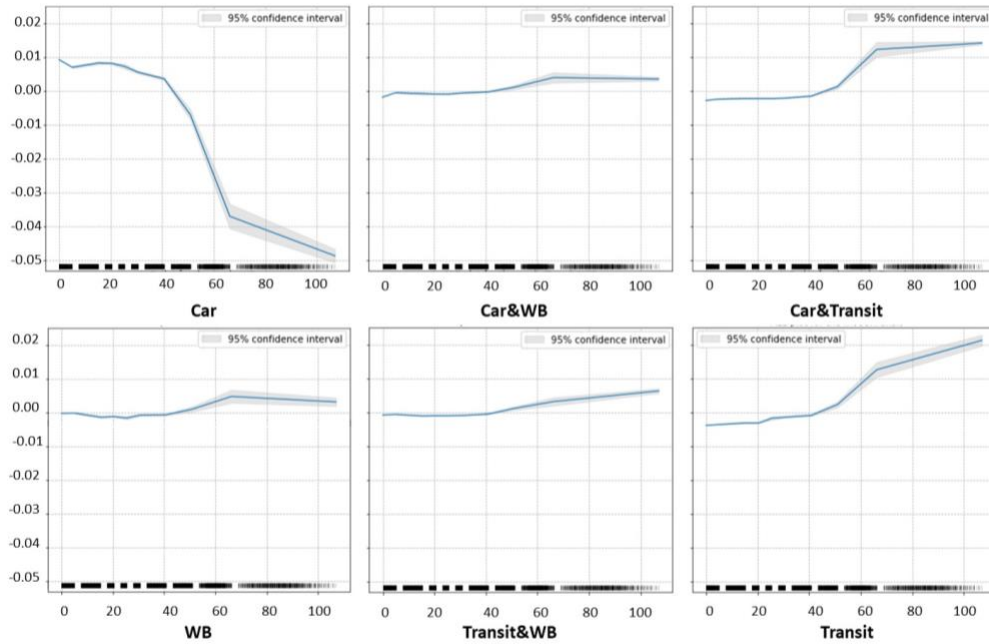 0.02
0.01
0.00
-0.01
-0.02
-0.03
-0.04
-0.05
95% confidence interval
95% confidence interval
95% confidence interval
0 20 40 60 80 100
0 20 40 60 80 100
0 20 40 60 80 100
Car
Car&WB
Car&Transit
0.02
0.01
0.00
-0.01
-0.02
-0.03
-0.04
-0.05
95% confidence interval
95% confidence interval
95% confidence interval
0 20 40 60 80 100
0 20 40 60 80 100
0 20 40 60 80 100
WB
Transit&WB
Transit